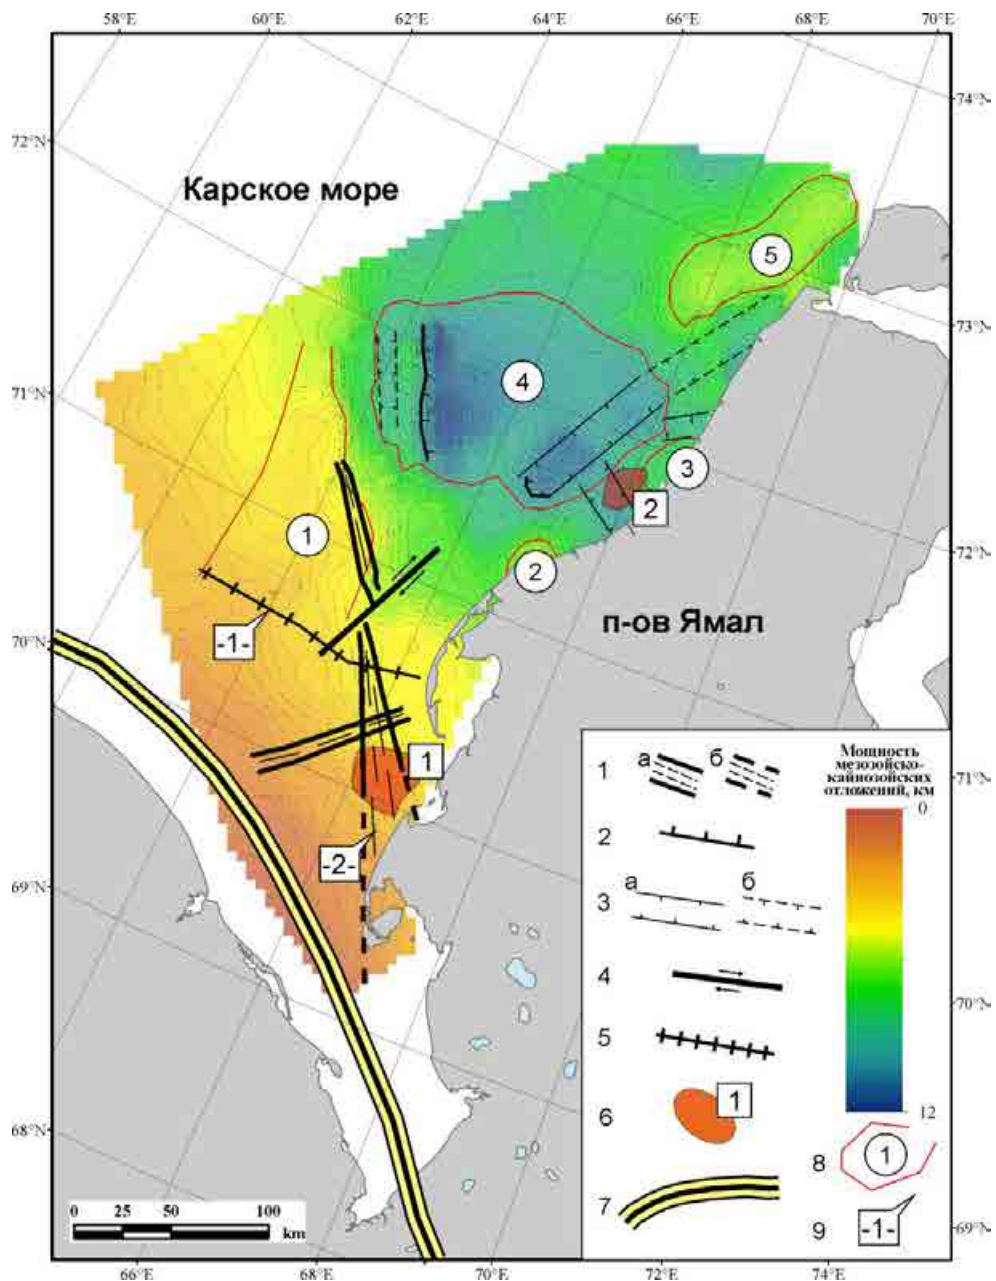 58°E 60°E 62°E 64°E 66°E 68°E 70°E
74°N
72°N
Карское море
5
73°N
71°N
4
3
2
1
2
72°N
п-ов Ямал
-1-
70°N
1
71°N
-2-
69°N
70°N
68°N
69°N
0 25 50 100
km
66°E 68°E 70°E 72°E 74°E
Мощность
мезозойско-
кайнозойских
отложений, км
0
12
1 а б
2
3 а б
4
5
6 1
7
8 1
9 -1-